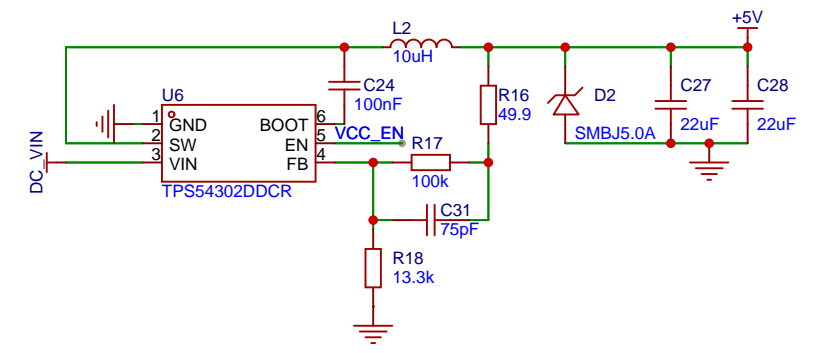 +5V
L2
10uH
U6
C24
100nF
R16
49.9
D2
SMBJ5.0A
C27
22uF
C28
22uF
1
GND
2
SW
3
VIN
BOOT
6
EN
5
FB
4
TPS54302DDCR
DC_VIN
VCC_EN
R17
100k
C31
75pF
R18
13.3k